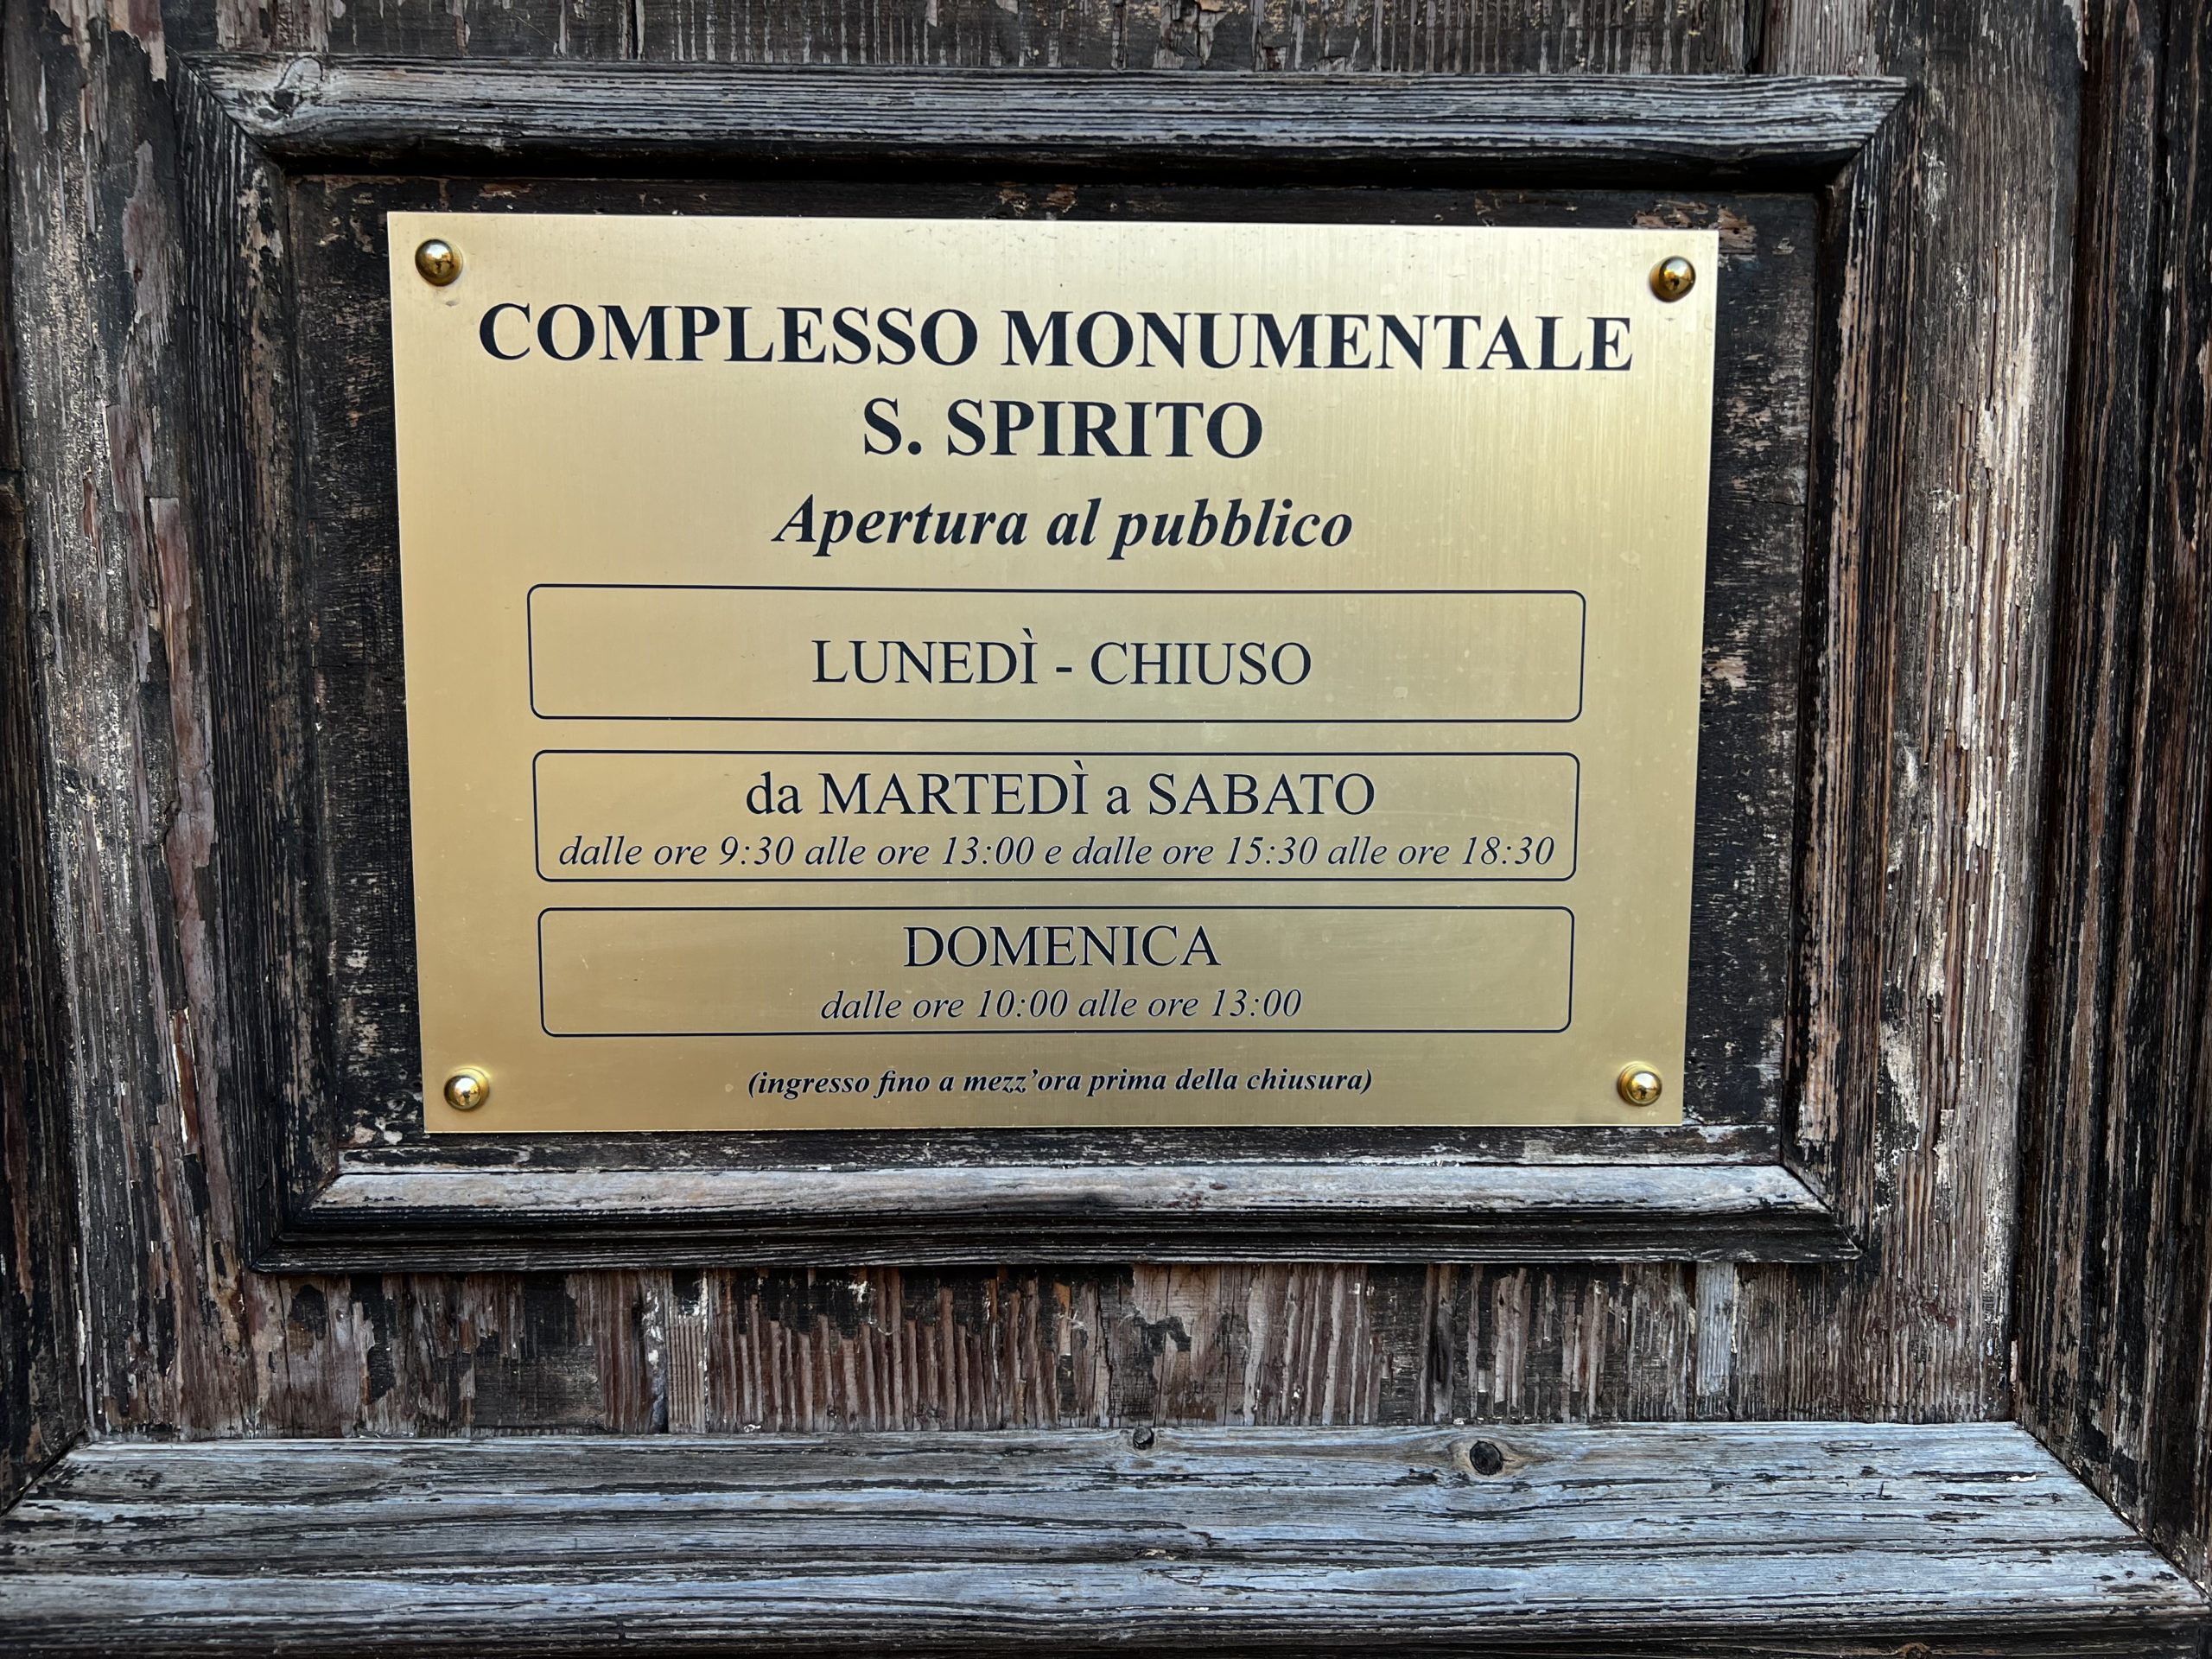 COMPLESSO MONUMENTALE
S. SPIRITO
Apertura al pubblico
LUNEDÌ - CHIUSO
da MARTEDÌ a SABATO
dalle ore 9:30 alle ore 13:00 e dalle ore 15:30 alle ore 18:30
DOMENICA
dalle ore 10:00 alle ore 13:00
(ingresso fino a mezz’ora prima della chiusura)